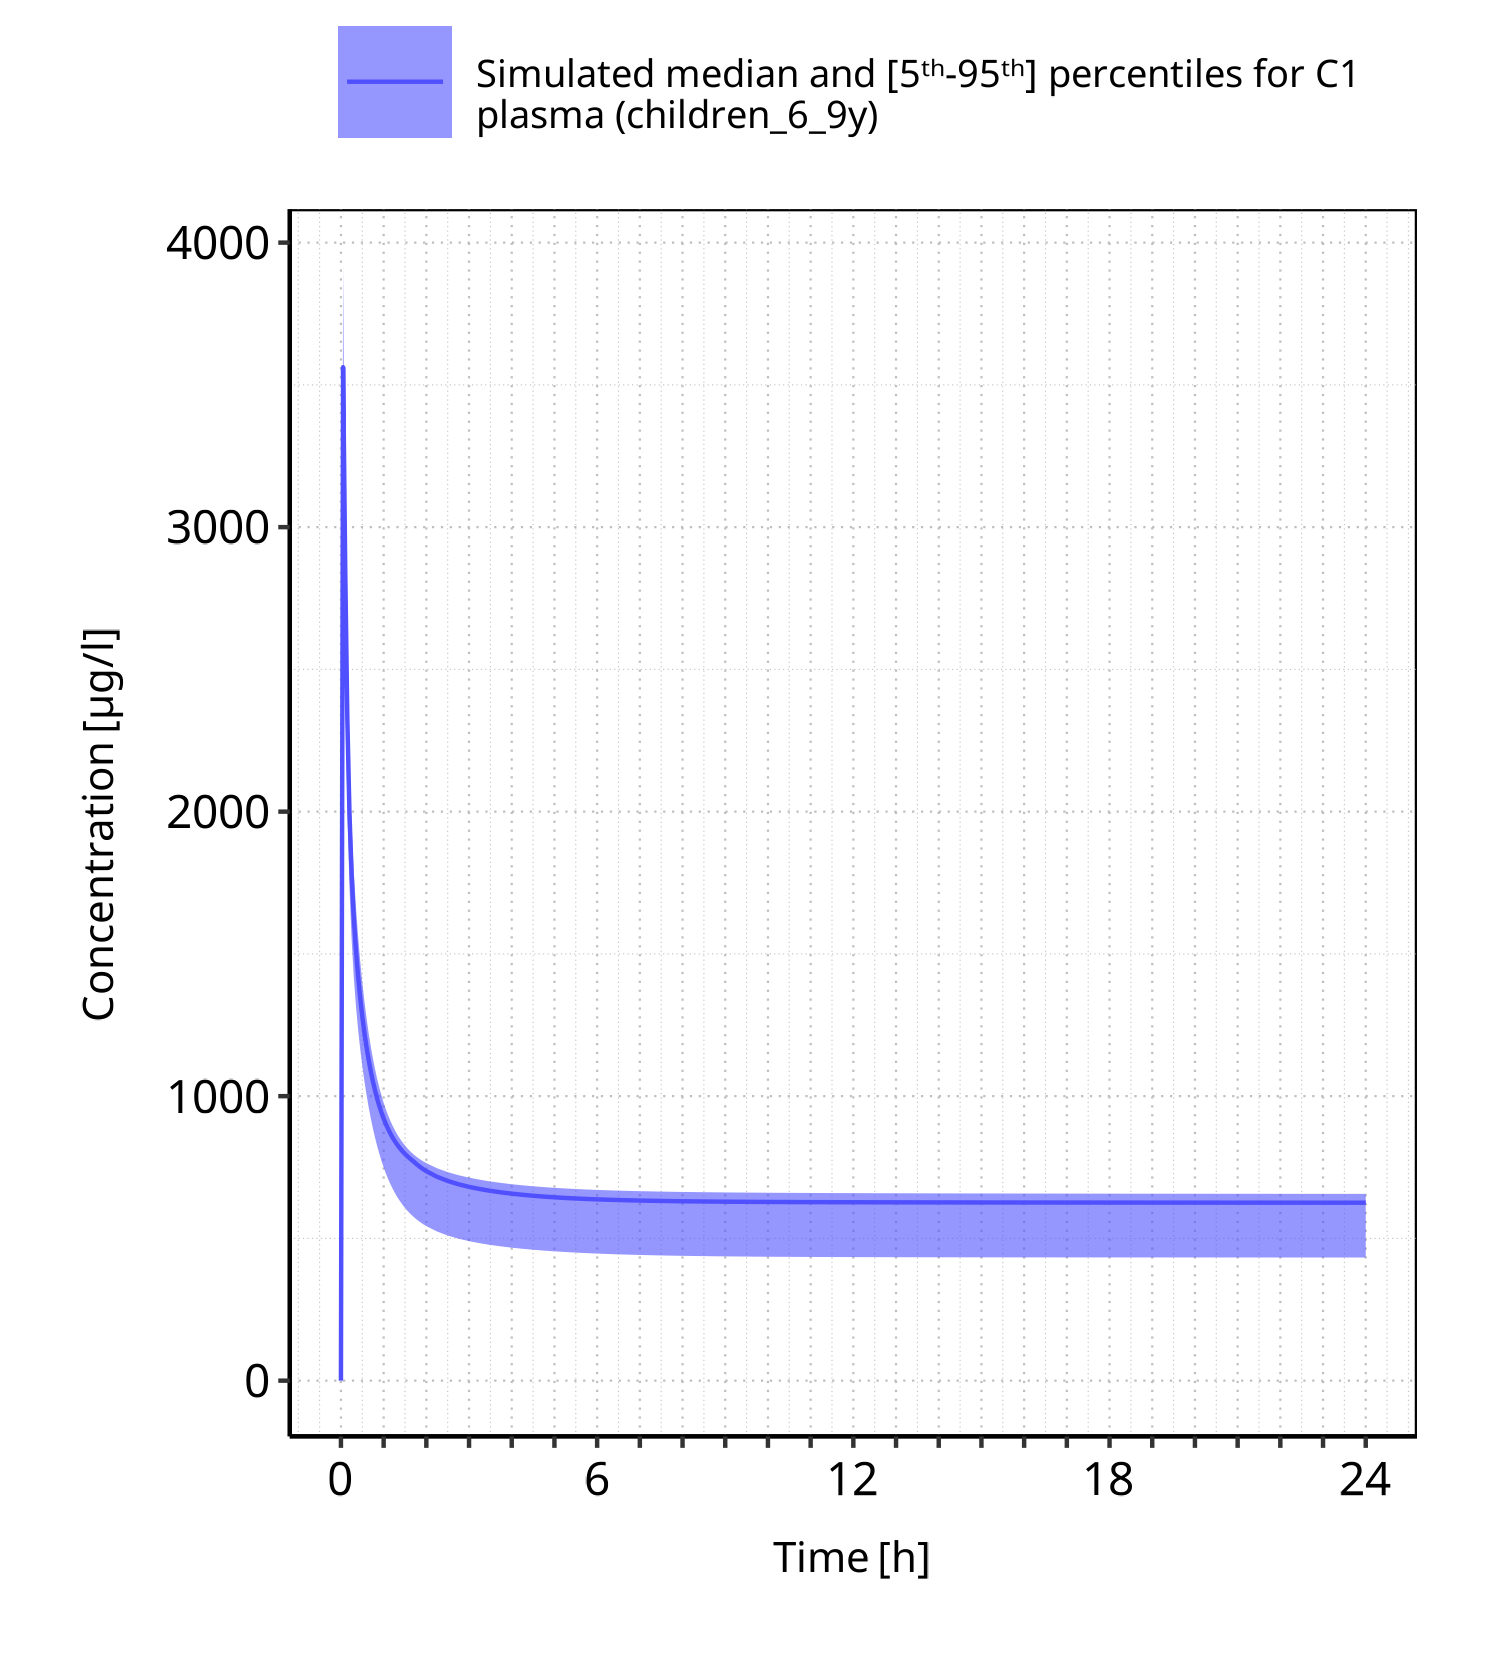 Simulated median and [5ᵗʰ-95ᵗʰ] percentiles for C1
plasma (children_6_9y)
4000
3000
2000
1000
0
Concentration [µg/l]
0 6 12 18 24
Time [h]